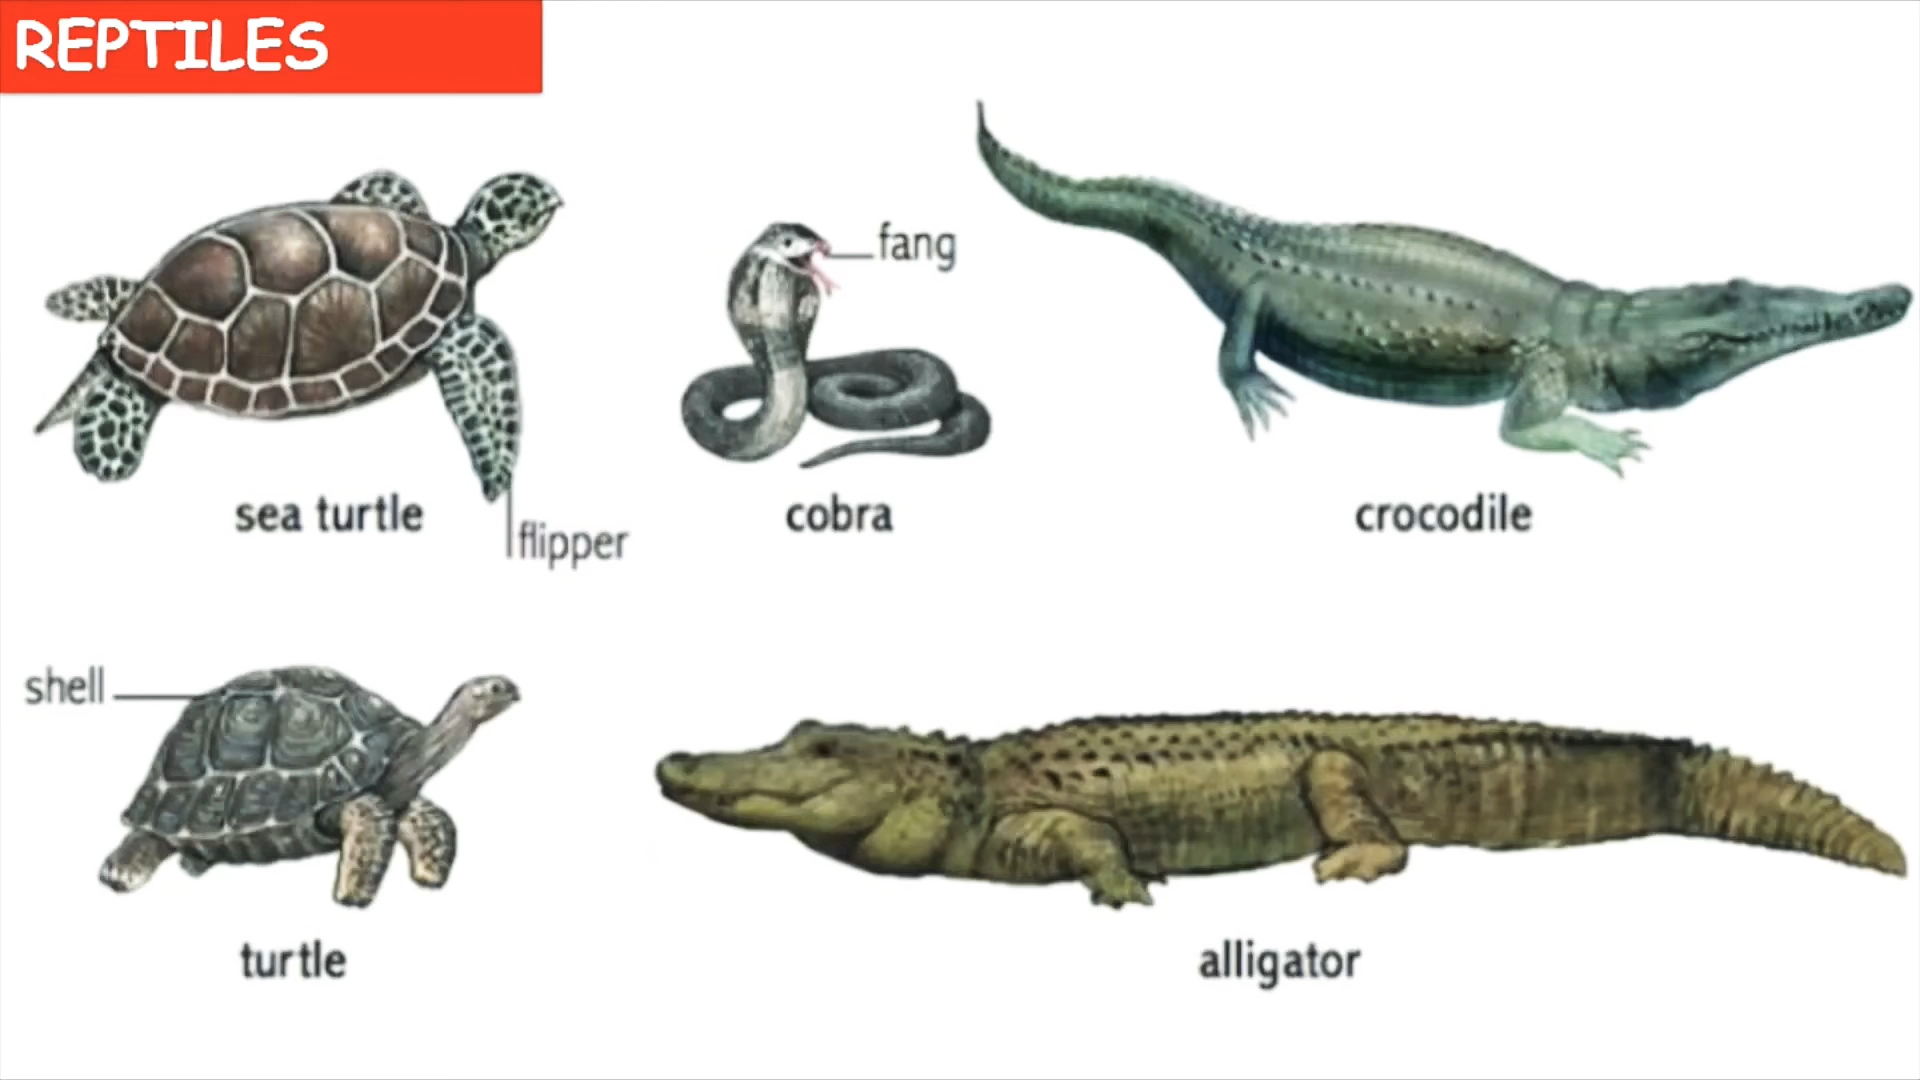 REPTILES
fang
sea turtle
flipper
cobra
crocodile
shell
turtle
alligator